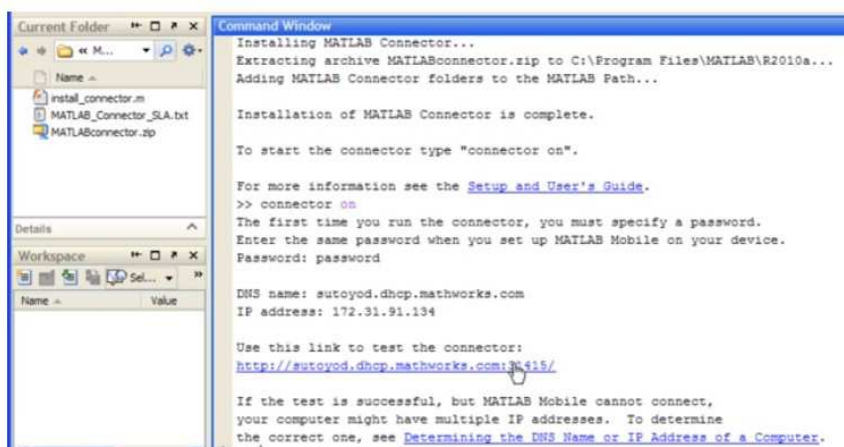 Current Folder
« M...
Name
install_connector.m
MATLAB_Connector_SLA.txt
MATLABconnector.zip
Details
Workspace
Sel...
Name Value
Command Window
Installing MATLAB Connector...
Extracting archive MATLABconnector.zip to C:\Program Files\MATLAB\R2010a...
Adding MATLAB Connector folders to the MATLAB Path...
Installation of MATLAB Connector is complete.
To start the connector type "connector on".
For more information see the Setup and User's Guide.
>> connector on
The first time you run the connector, you must specify a password.
Enter the same password when you set up MATLAB Mobile on your device.
Password: password
DNS name: sutoyod.dhcp.mathworks.com
IP address: 172.31.91.134
Use this link to test the connector:
http://sutoyod.dhcp.mathworks.com:31415/
If the test is successful, but MATLAB Mobile cannot connect,
your computer might have multiple IP addresses. To determine
the correct one, see Determining the DNS Name or IP Address of a Computer.